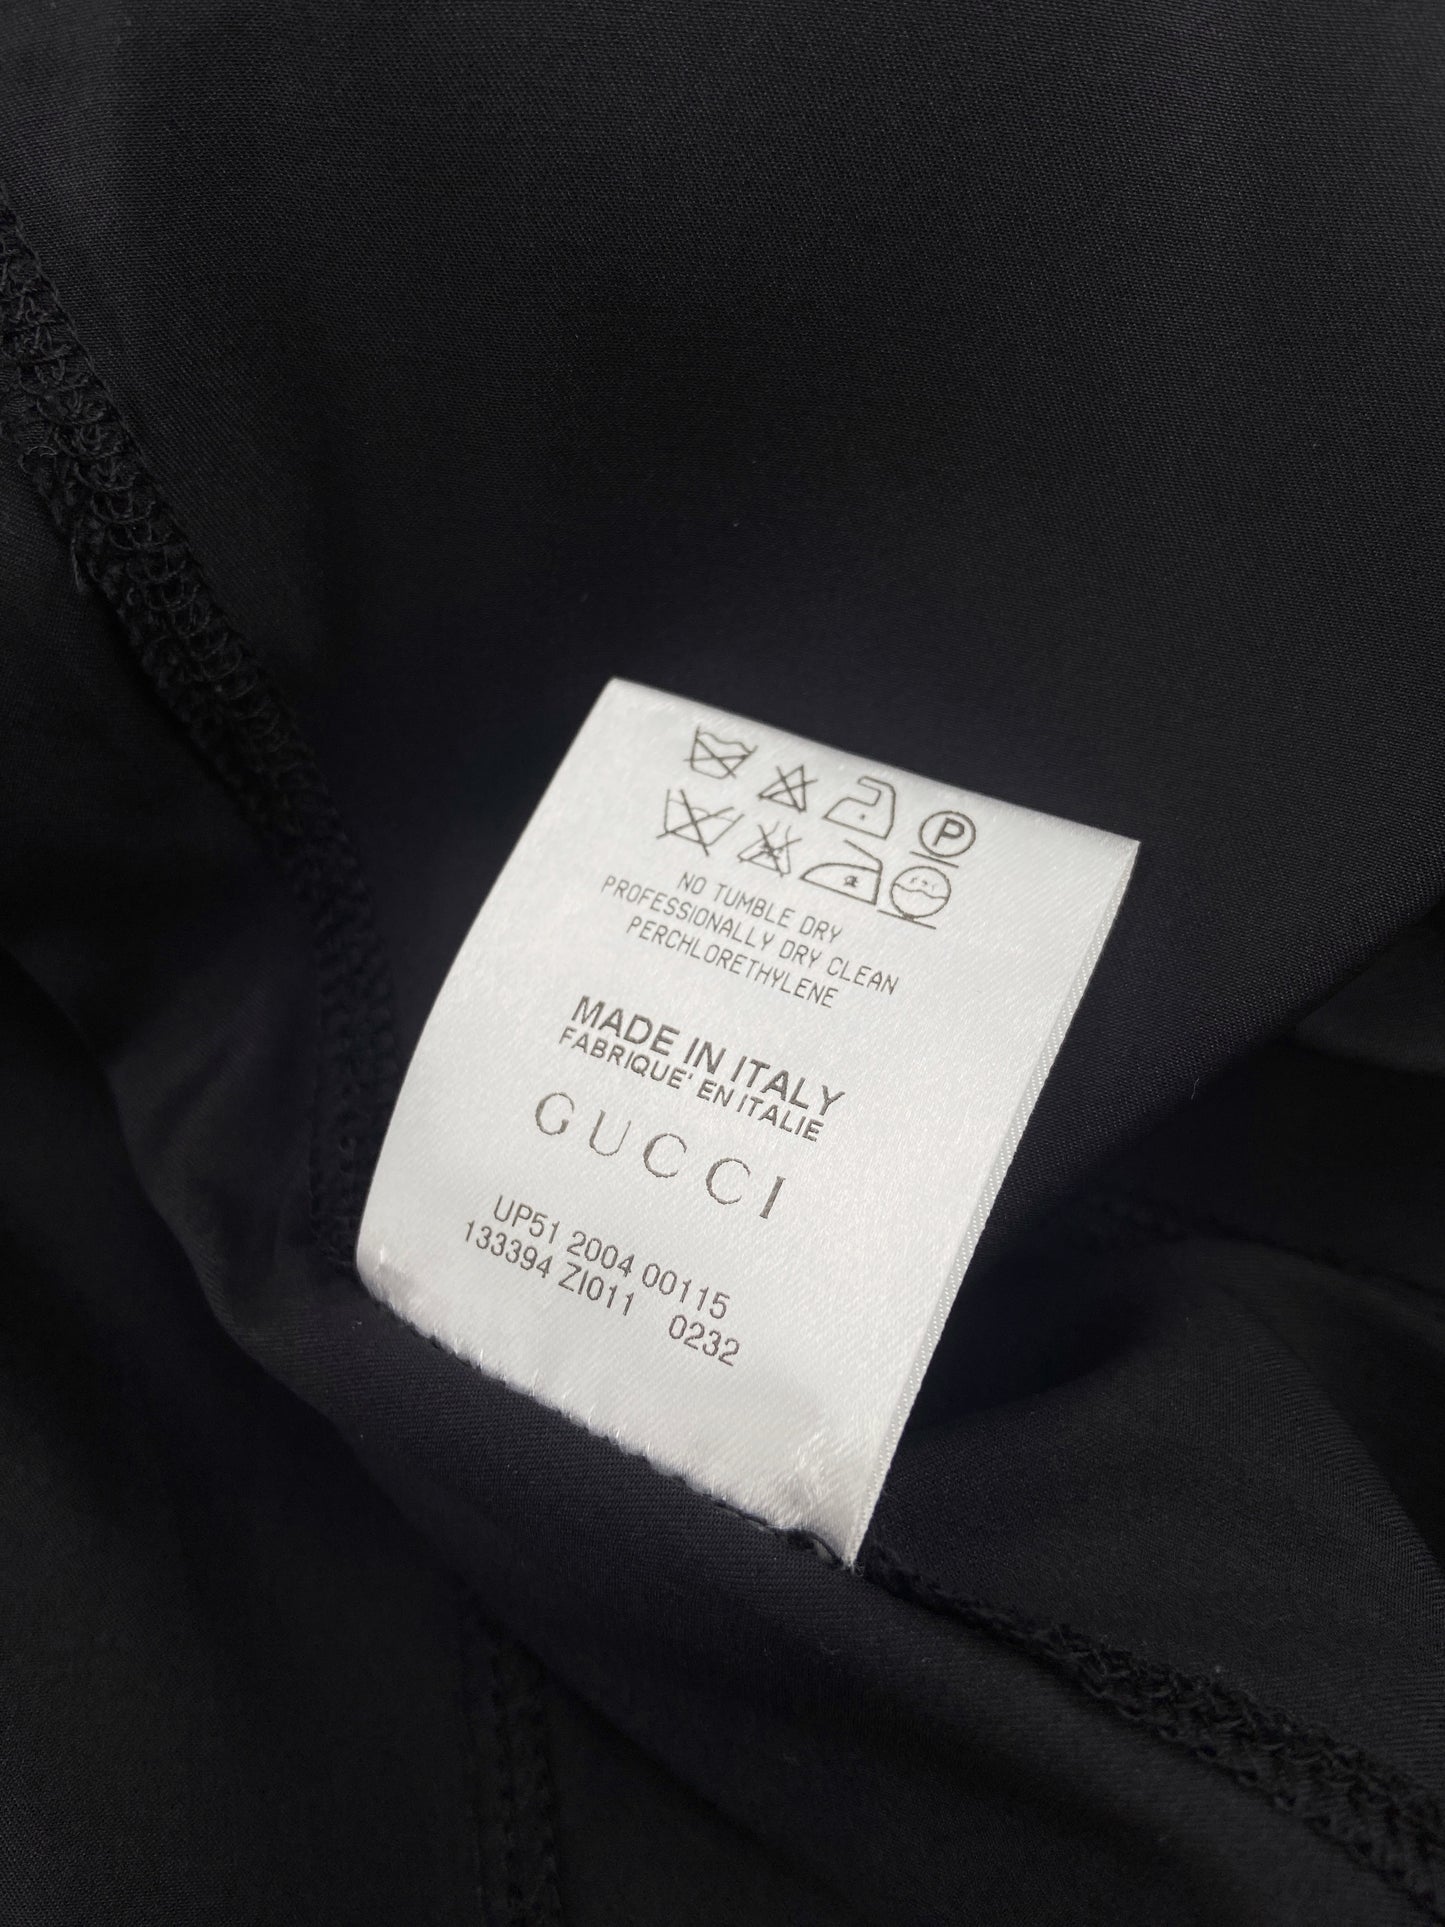 P
NO TUMBLE DRY
PROFESSIONALLY DRY CLEAN
PERCHLORETHYLENE
MADE IN ITALY
FABRIQUE' EN ITALIE
GUCCI
UP51 2004 00115
133394 ZI011 0232